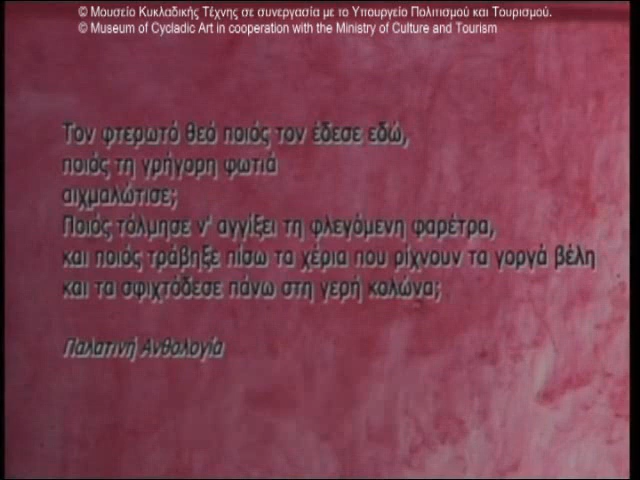 © Μουσείο Κυκλαδικής Τέχνης σε συνεργασία με το Υπουργείο Πολιτισμού και Τουρισμού.
© Museum of Cycladic Art in cooperation with the Ministry of Culture and Tourism
Τον φτερωτό θεό ποιός τον έδεσε εδώ,
ποιός τη γρήγορη φωτιά
αιχμαλώτισε;
Ποιός τόλμησε ν' αγγίξει τη φλεγόμενη φαρέτρα,
και ποιός τράβηξε πίσω τα χέρια που ρίχνουν τα γοργά βέλη
και τα σφιχτόδεσε πάνω στη γερή κολώνα;
Παλατινή Ανθολογία